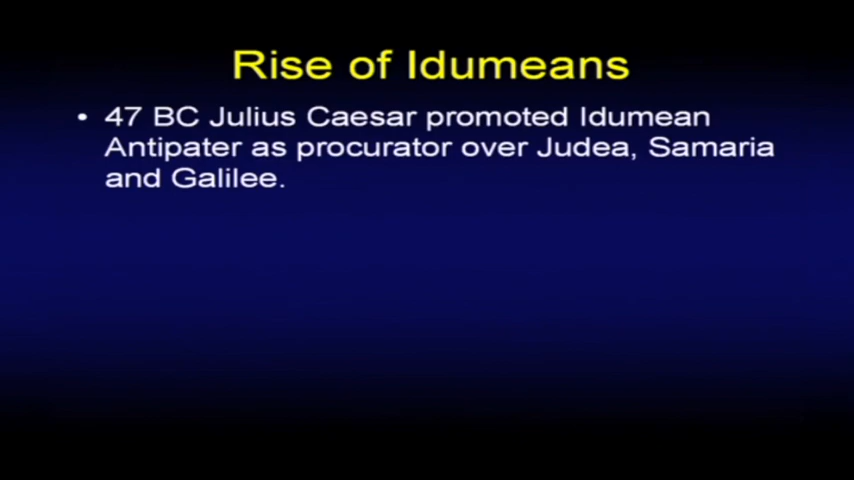 Rise of Idumeans
• 47 BC Julius Caesar promoted Idumean
Antipater as procurator over Judea, Samaria
and Galilee.